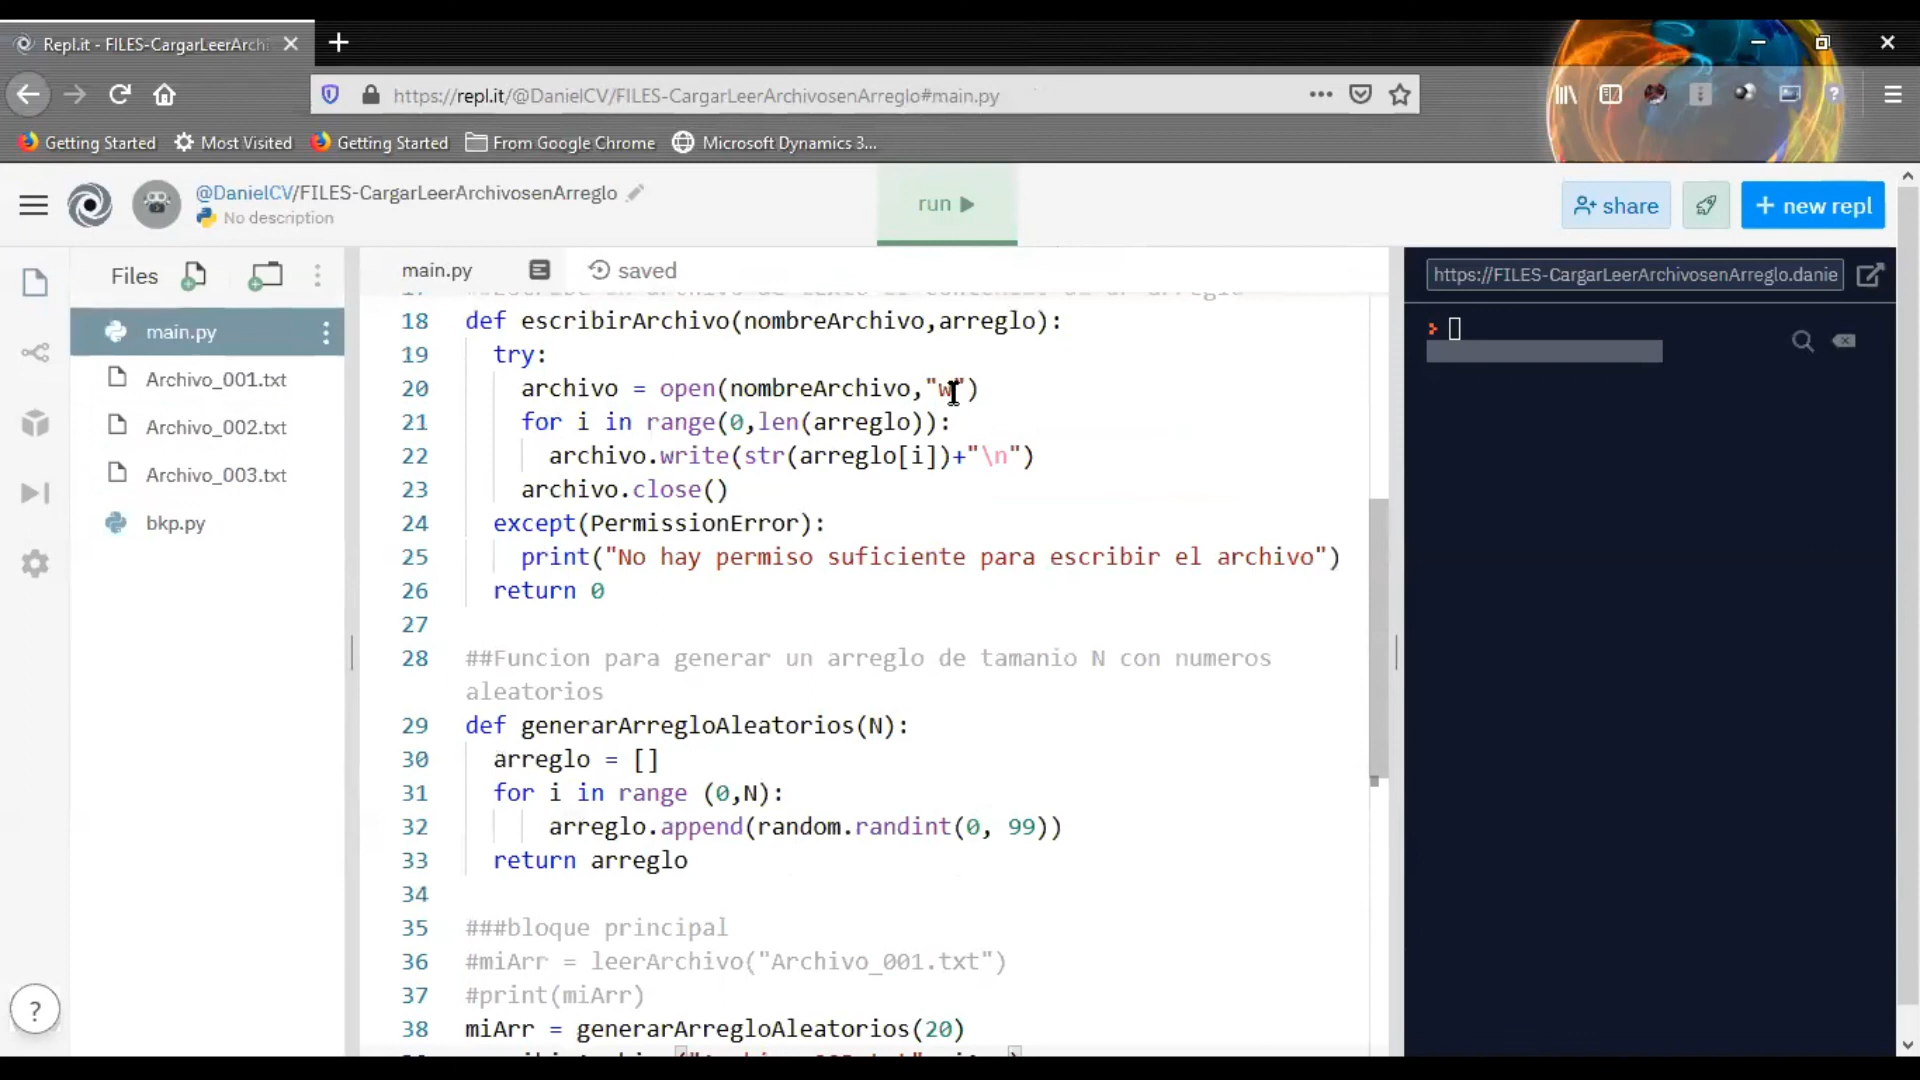 Repl.it - FILES-CargarLeerArchi
https://repl.it/@DanielCV/FILES-CargarLeerArchivosenArreglo#main.py
Getting Started Most Visited Getting Started From Google Chrome Microsoft Dynamics 3...
@DanielCV/FILES-CargarLeerArchivosenArreglo
No description
run
share
+ new repl
Files
main.py
saved
https://FILES-CargarLeerArchivosenArreglo.danie
main.py
Archivo_001.txt
Archivo_002.txt
Archivo_003.txt
bkp.py
18 def escribirArchivo(nombreArchivo,arreglo):
19 try:
20 archivo = open(nombreArchivo,"w")
21 for i in range(0,len(arreglo)):
22 archivo.write(str(arreglo[i])+"\n")
23 archivo.close()
24 except(PermissionError):
25 print("No hay permiso suficiente para escribir el archivo")
26 return 0
27
28 ##Funcion para generar un arreglo de tamanio N con numeros
aleatorios
29 def generarArregloAleatorios(N):
30 arreglo = []
31 for i in range (0,N):
32 arreglo.append(random.randint(0, 99))
33 return arreglo
34
35 ###bloque principal
36 #miArr = leerArchivo("Archivo_001.txt")
37 #print(miArr)
38 miArr = generarArregloAleatorios(20)
?